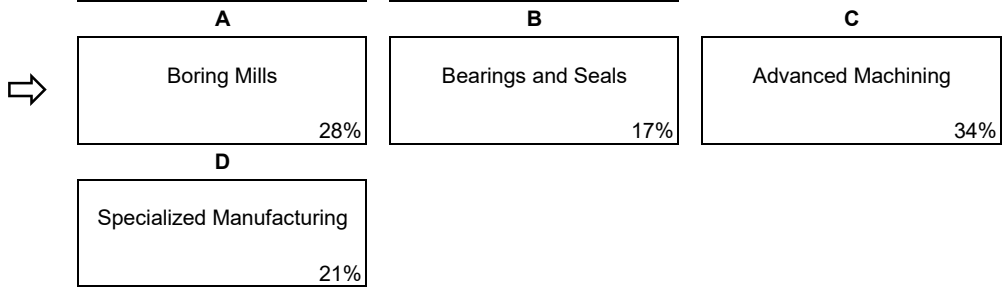 A
B
C
Boring Mills
Bearings and Seals
Advanced Machining
28%
17%
34%
D
Specialized Manufacturing
21%